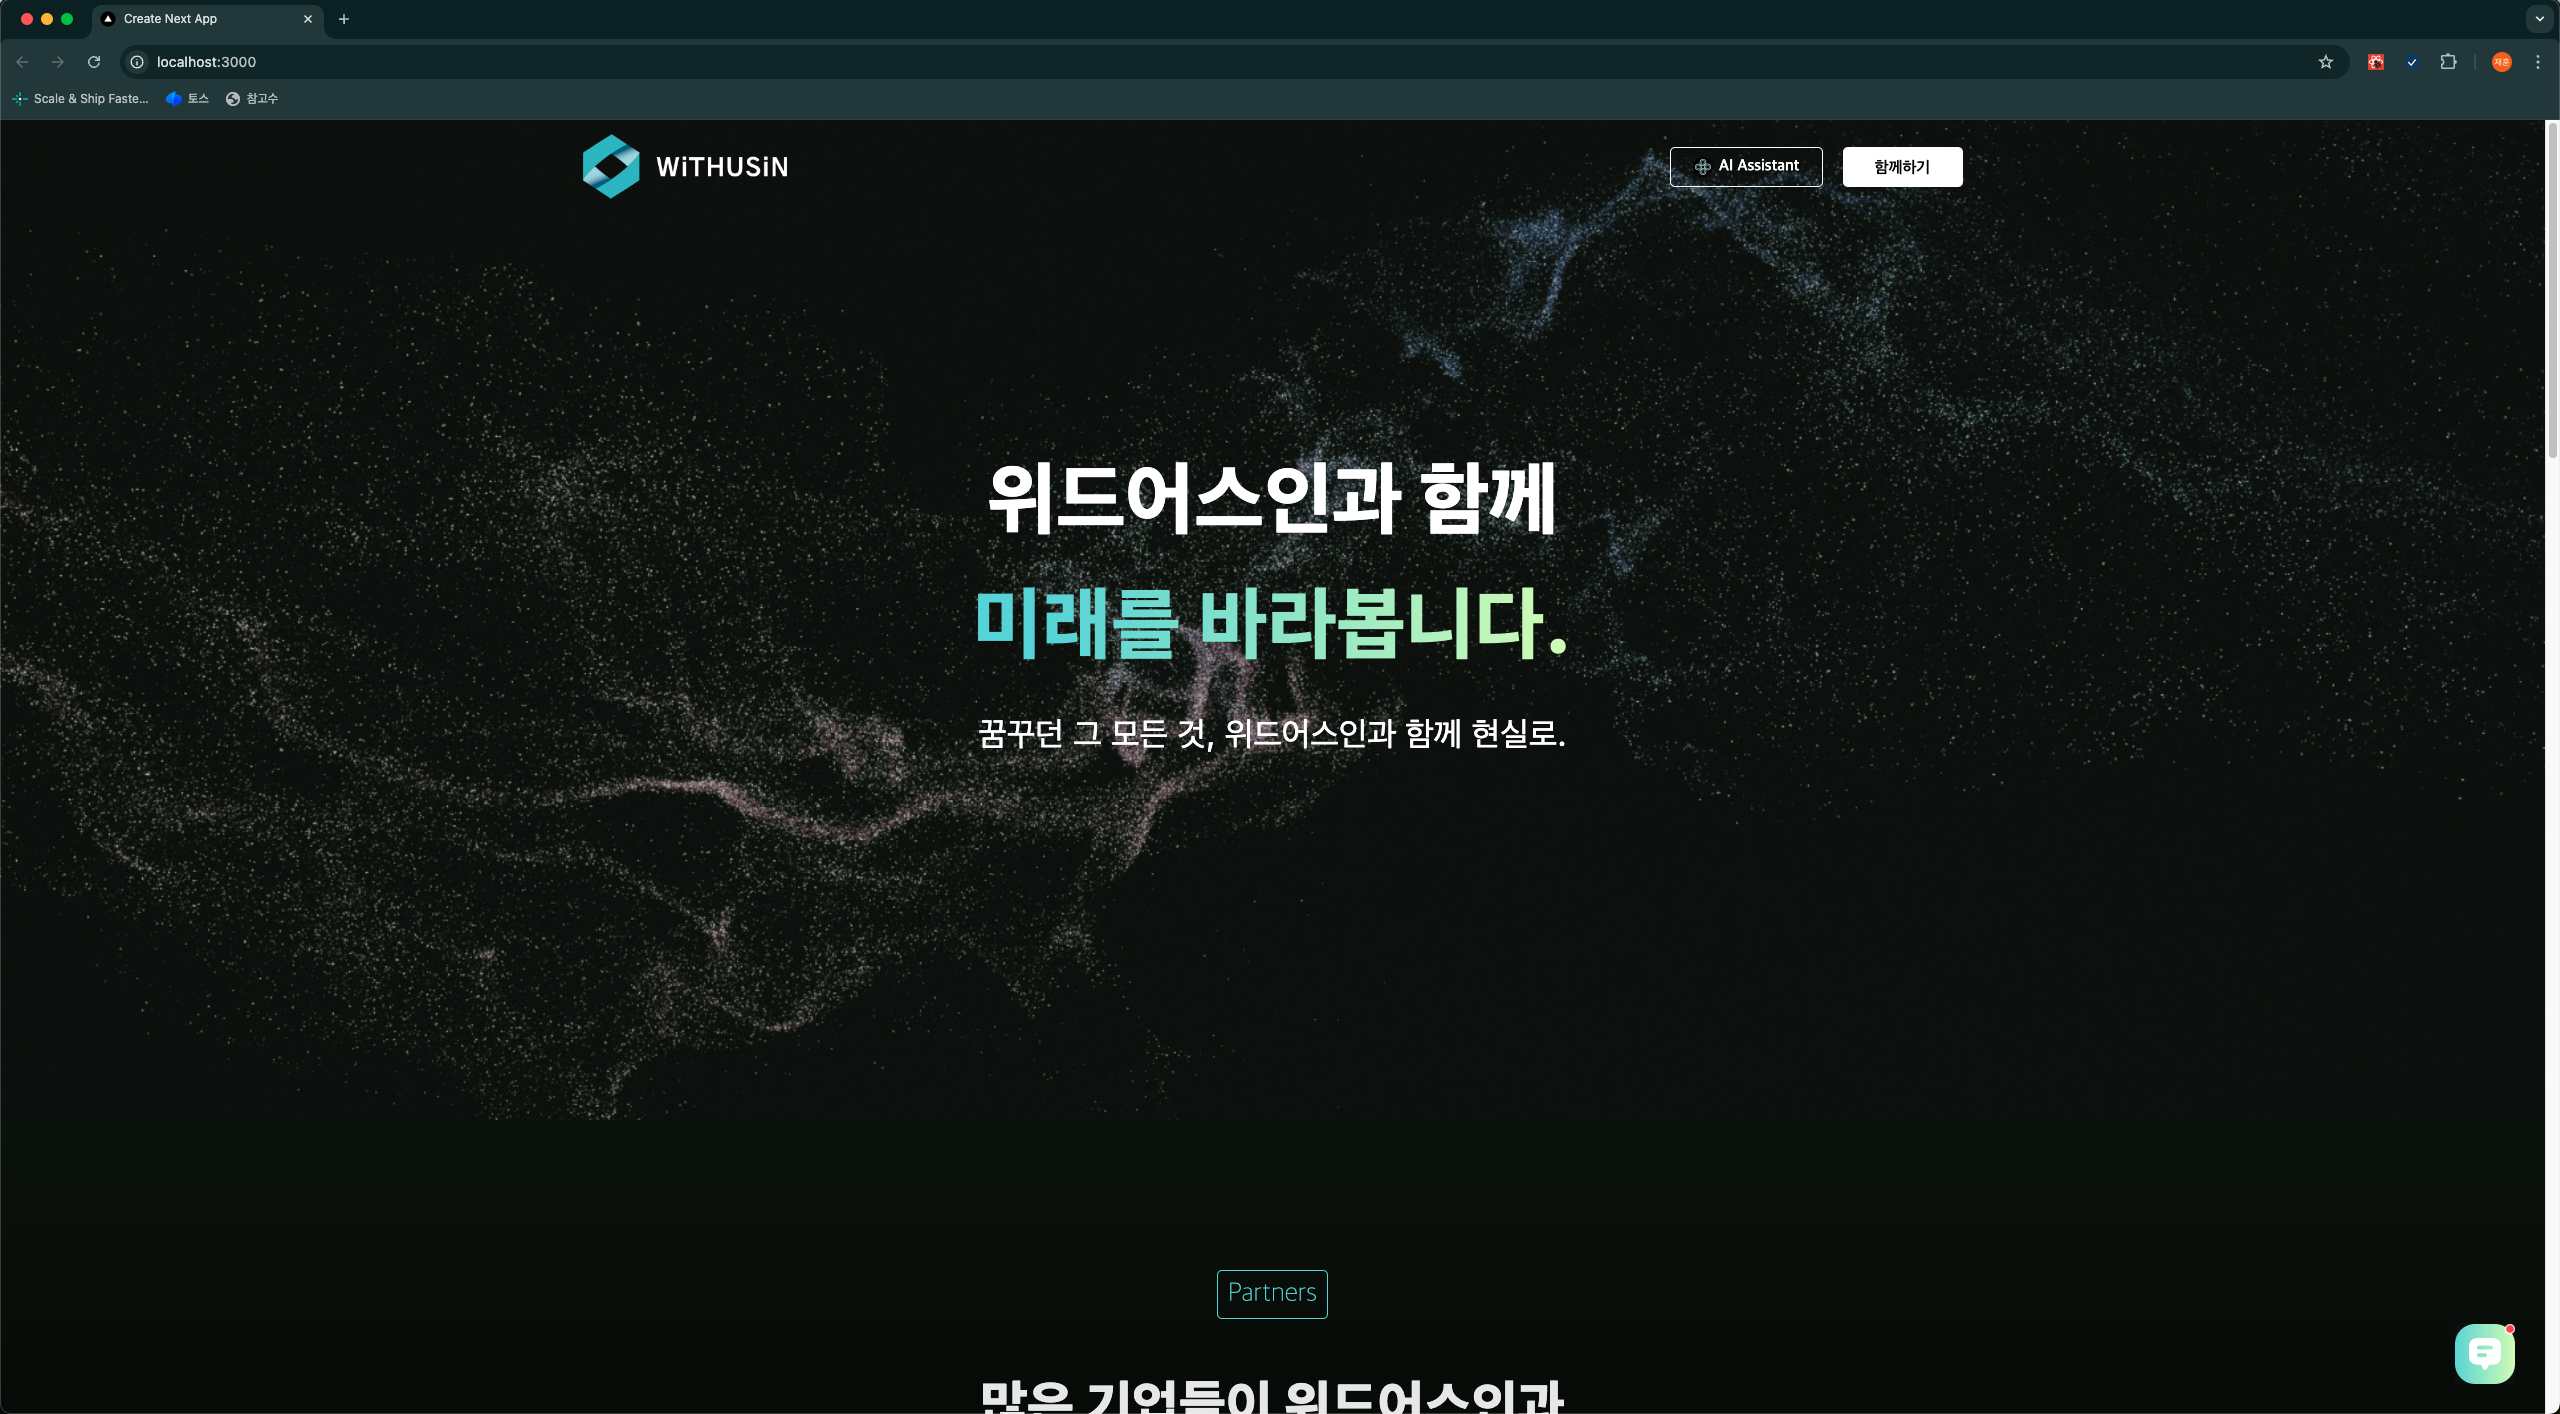 Create Next App
localhost:3000
재훈
Scale & Ship Faste...
토스
참고수
WiTHUSiN
AI Assistant
함께하기
위드어스인과 함께
미래를 바라봅니다.
꿈꾸던 그 모든 것, 위드어스인과 함께 현실로.
Partners
많은 기업들이 위드어스인과